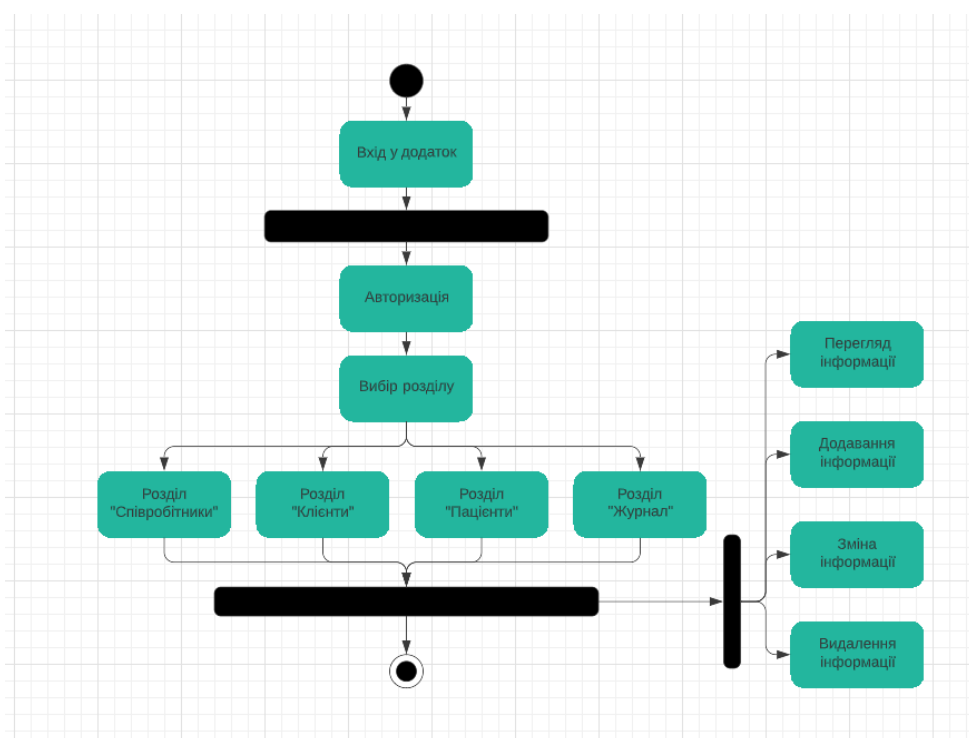 Вхід у додаток
Авторизація
Вибір розділу
Розділ
"Співробітники"
Розділ
"Клієнти"
Розділ
"Пацієнти"
Розділ
"Журнал"
Перегляд
інформації
Додавання
інформації
Зміна
інформації
Видалення
інформації